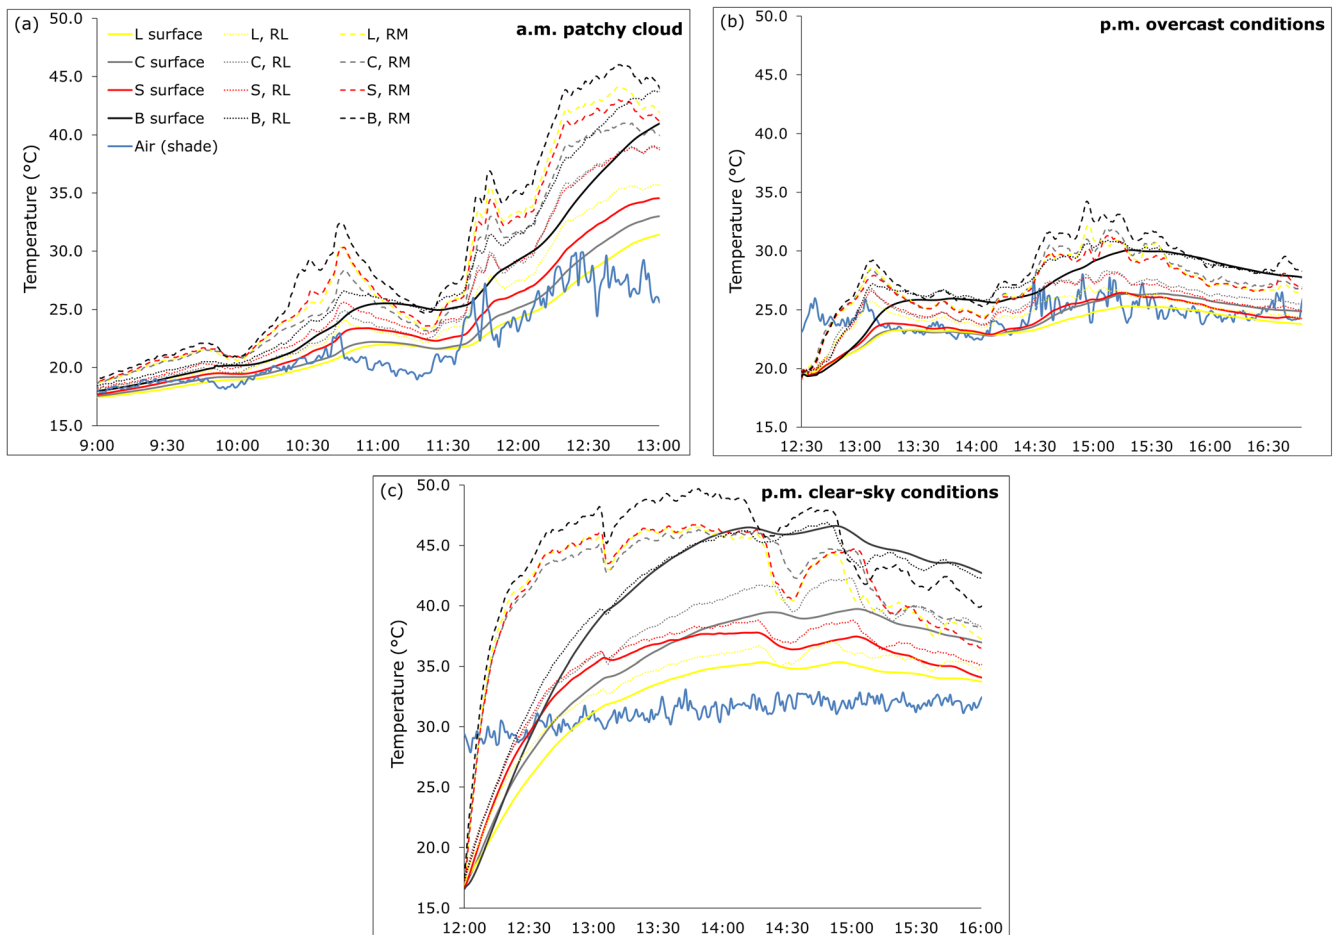 (a)
a.m. patchy cloud
50.0
45.0
40.0
35.0
30.0
25.0
20.0
15.0
Temperature (°C)
L surface L, RL L, RM
C surface C, RL C, RM
S surface S, RL S, RM
B surface B, RL B, RM
Air (shade)
9:00 9:30 10:00 10:30 11:00 11:30 12:00 12:30 13:00
(b)
p.m. overcast conditions
50.0
45.0
40.0
35.0
30.0
25.0
20.0
15.0
Temperature (°C)
12:30 13:00 13:30 14:00 14:30 15:00 15:30 16:00 16:30
(c)
p.m. clear-sky conditions
50.0
45.0
40.0
35.0
30.0
25.0
20.0
15.0
Temperature (°C)
12:00 12:30 13:00 13:30 14:00 14:30 15:00 15:30 16:00